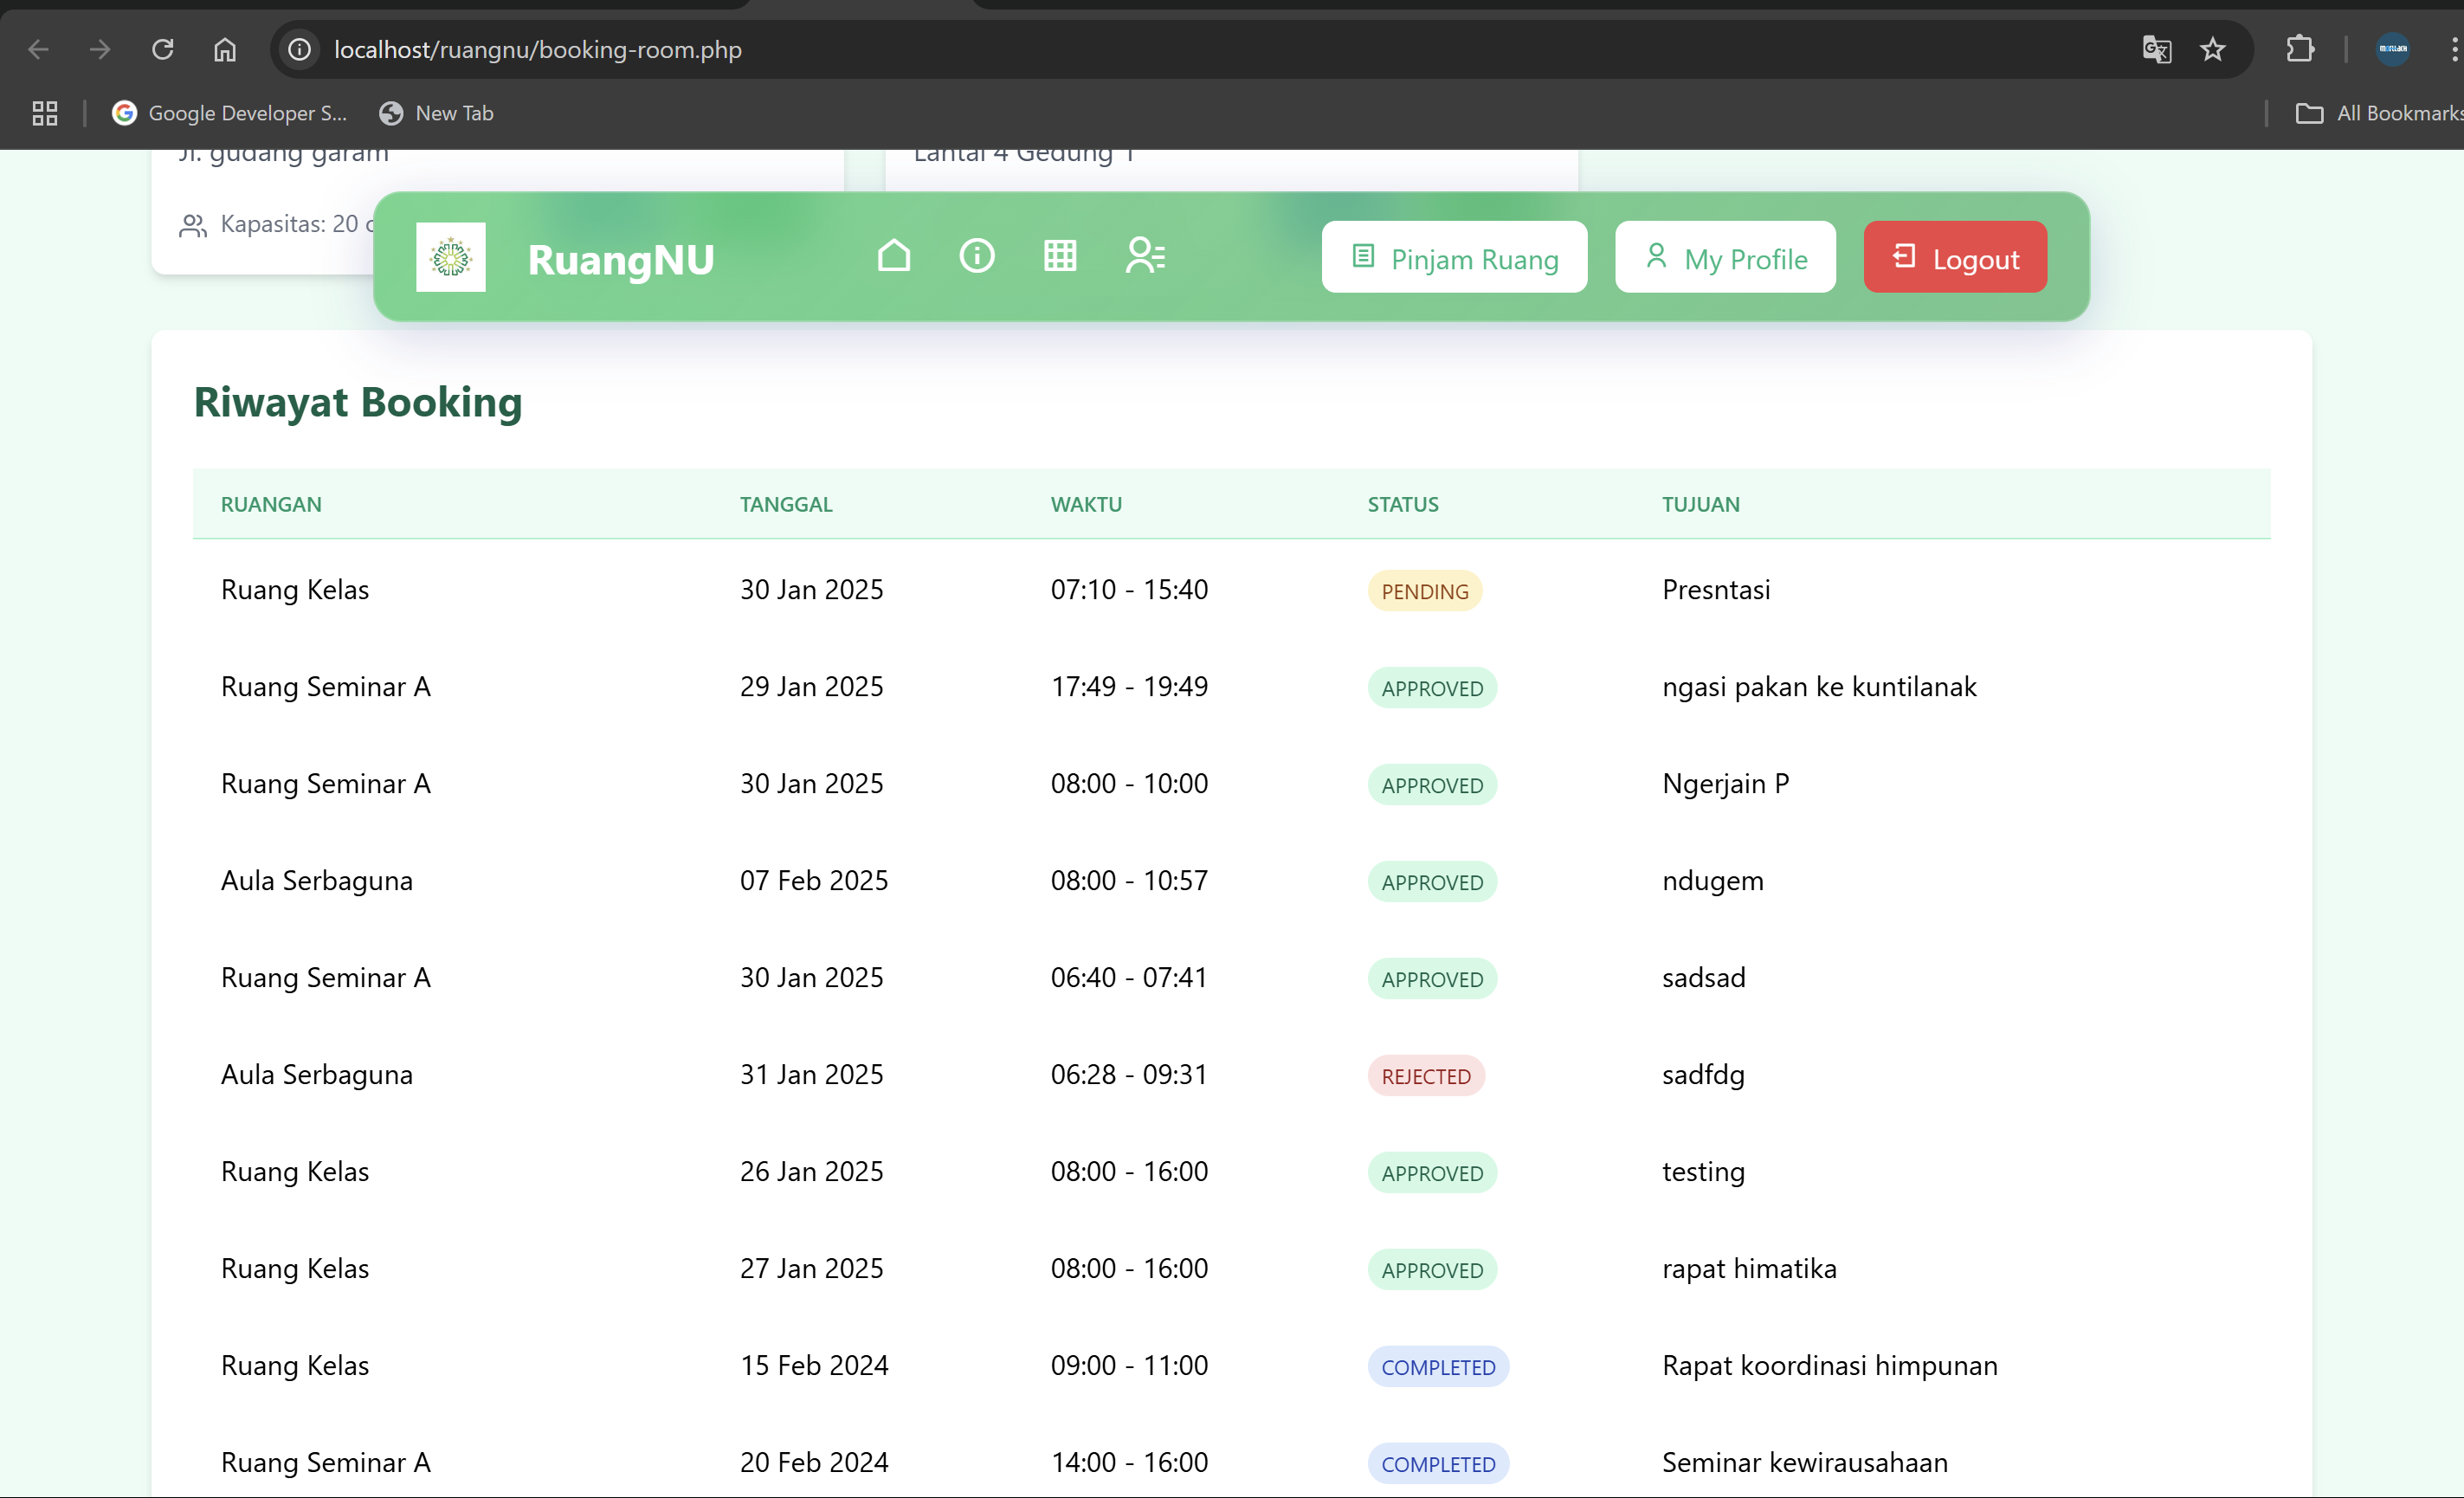 localhost/ruangnu/booking-room.php
Google Developer S... New Tab All Bookmarks
Jl. gudang garam Lantai 4 Gedung 1
Kapasitas: 20
RuangNU Pinjam Ruang My Profile Logout
Riwayat Booking
RUANGAN TANGGAL WAKTU STATUS TUJUAN
Ruang Kelas 30 Jan 2025 07:10 - 15:40 PENDING Presntasi
Ruang Seminar A 29 Jan 2025 17:49 - 19:49 APPROVED ngasi pakan ke kuntilanak
Ruang Seminar A 30 Jan 2025 08:00 - 10:00 APPROVED Ngerjain P
Aula Serbaguna 07 Feb 2025 08:00 - 10:57 APPROVED ndugem
Ruang Seminar A 30 Jan 2025 06:40 - 07:41 APPROVED sadsad
Aula Serbaguna 31 Jan 2025 06:28 - 09:31 REJECTED sadfdg
Ruang Kelas 26 Jan 2025 08:00 - 16:00 APPROVED testing
Ruang Kelas 27 Jan 2025 08:00 - 16:00 APPROVED rapat himatika
Ruang Kelas 15 Feb 2024 09:00 - 11:00 COMPLETED Rapat koordinasi himpunan
Ruang Seminar A 20 Feb 2024 14:00 - 16:00 COMPLETED Seminar kewirausahaan